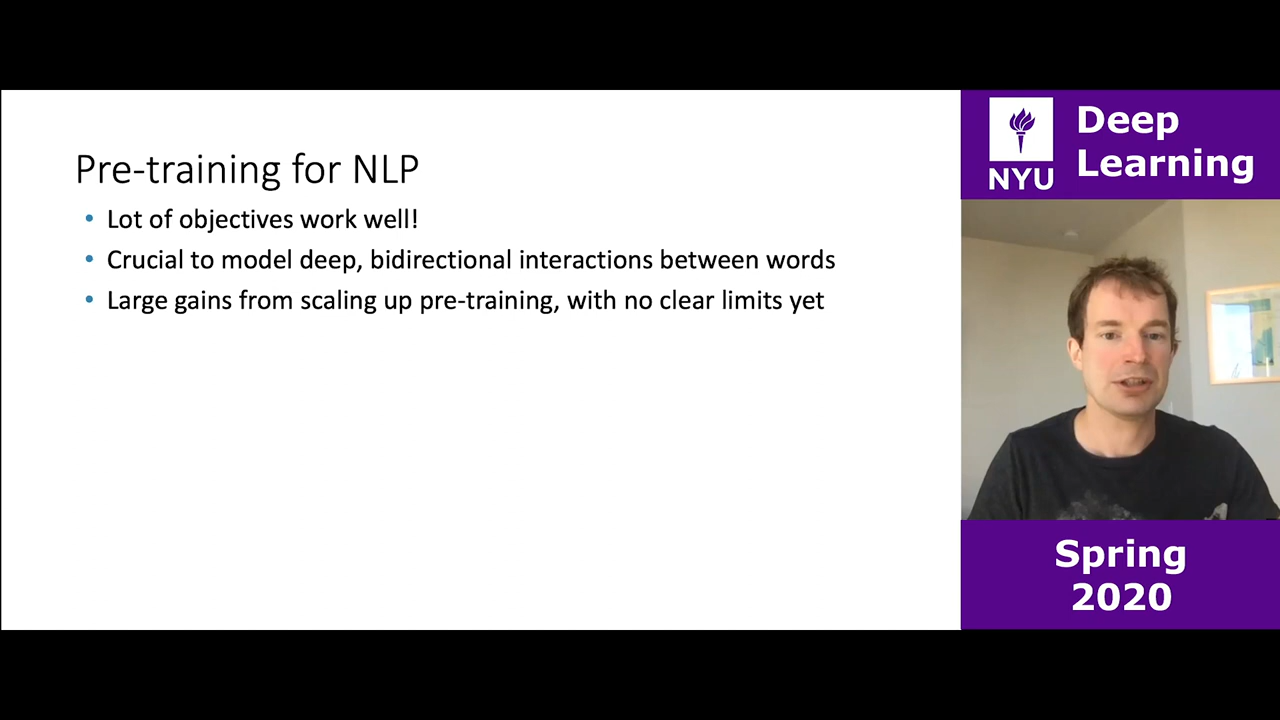 Pre-training for NLP
• Lot of objectives work well!
• Crucial to model deep, bidirectional interactions between words
• Large gains from scaling up pre-training, with no clear limits yet
NYU
Deep
Learning
Spring
2020